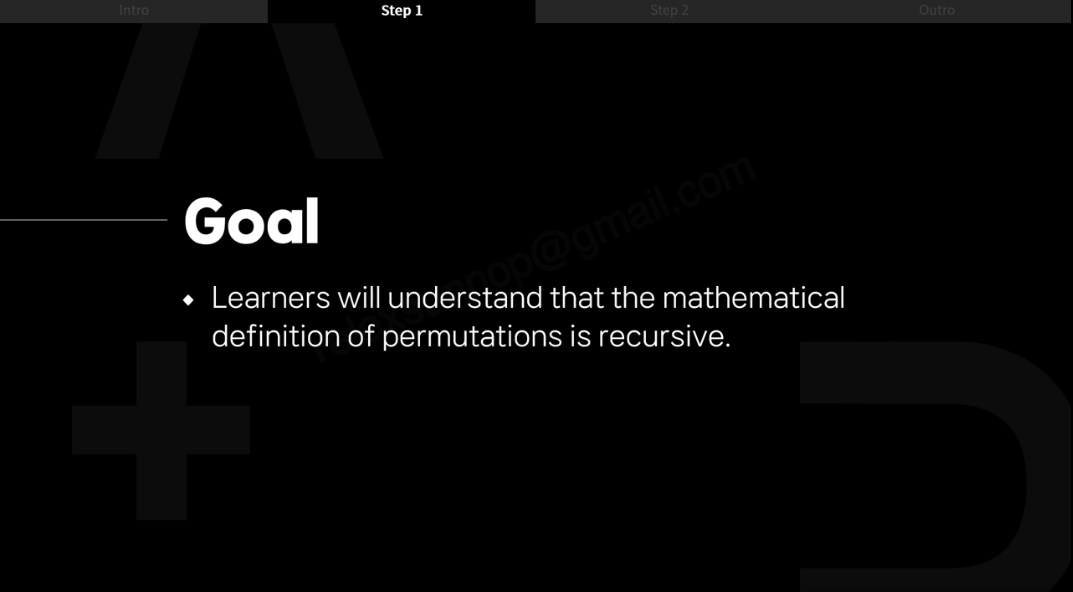 Intro
Step 1
Step 2
Outro
Goal
Learners will understand that the mathematical
definition of permutations is recursive.